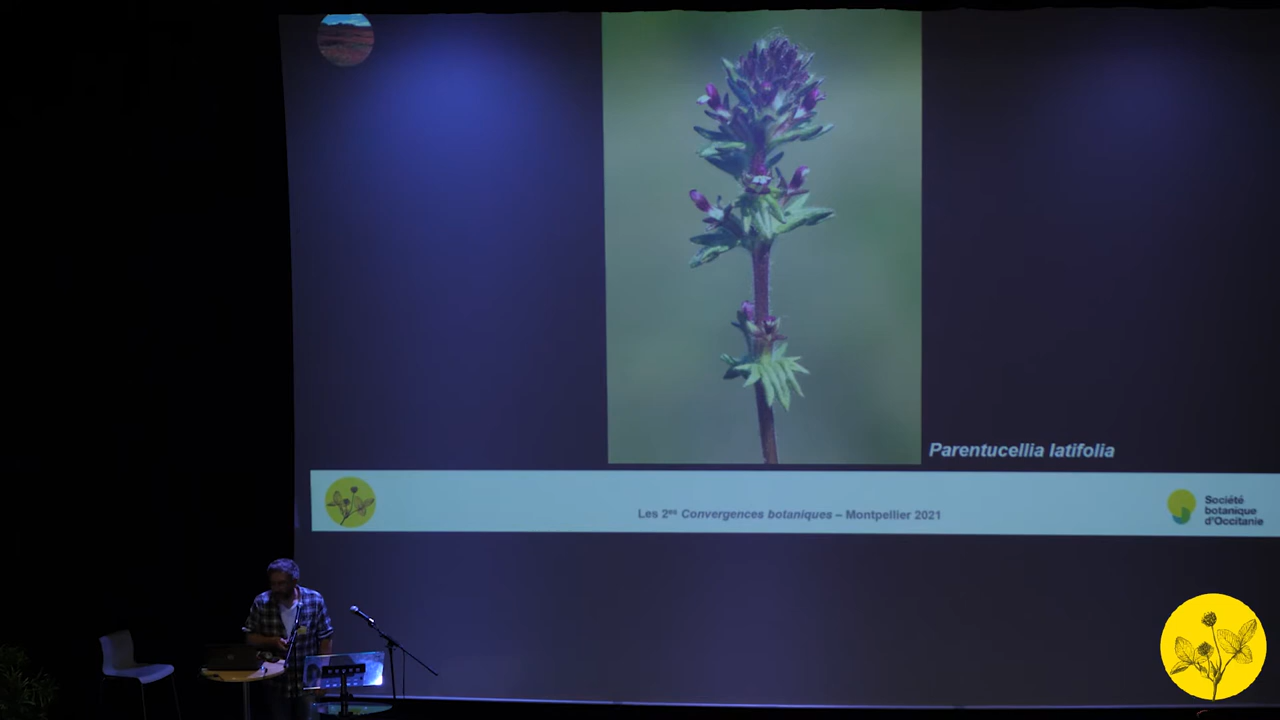 Parentucellia latifolia
Les 2es Convergences botaniques – Montpellier 2021
Société
botanique
d'Occitanie